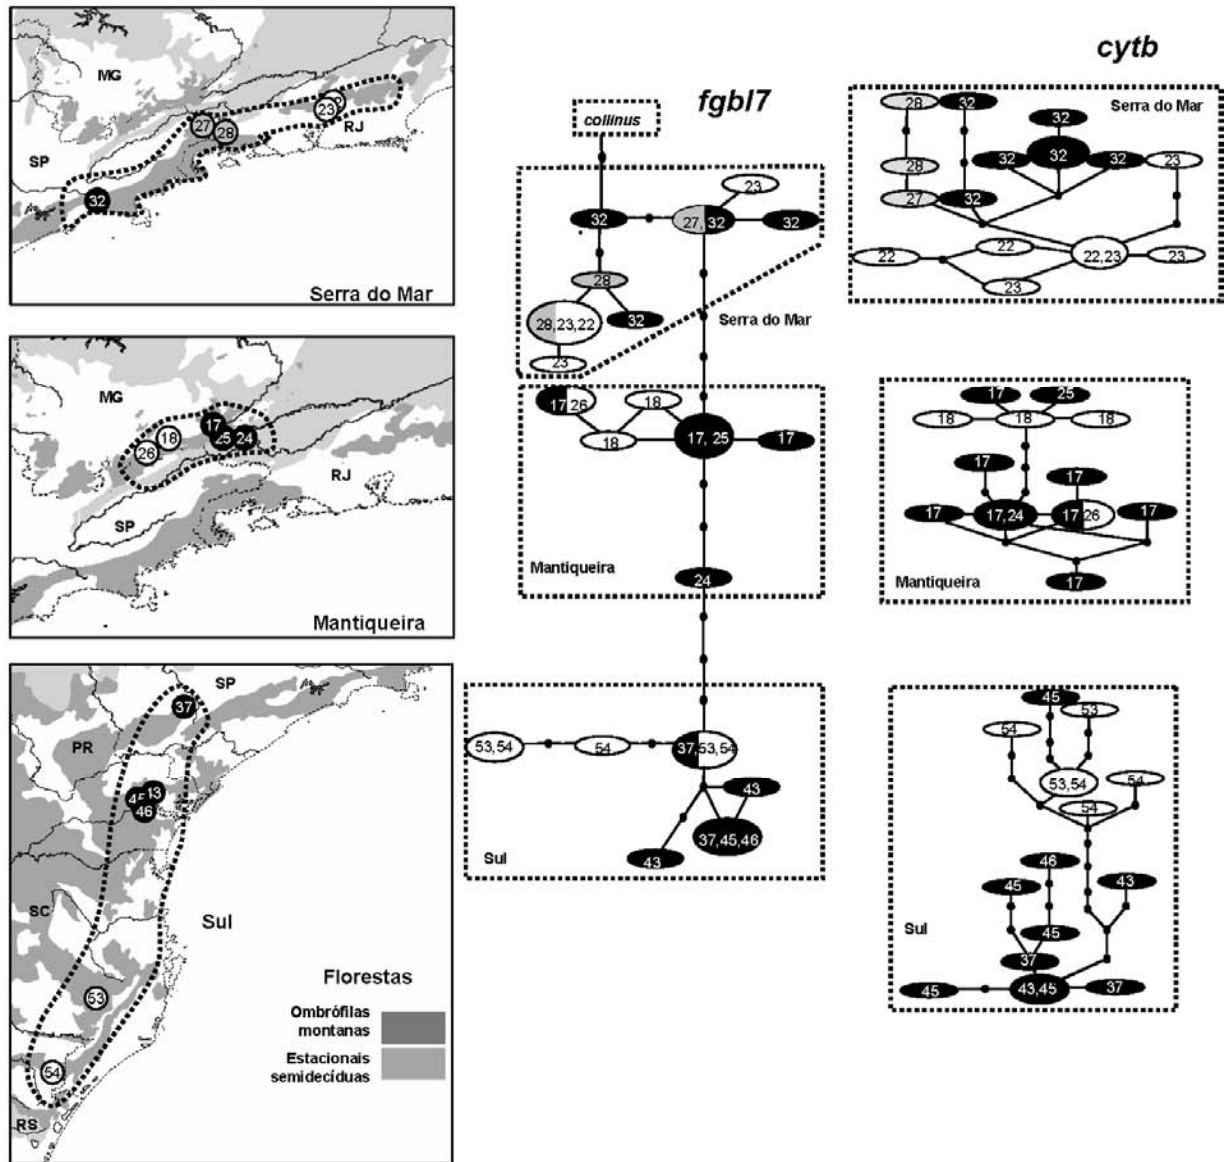 MG
SP
RJ
27
28
23
32
Serra do Mar
MG
17
18
25
24
26
RJ
SP
Mantiqueira
SP
37
PR
43
46
SC
Sul
53
54
RS
Florestas
Ombrófilas
montanas
Estacionais
semidecíduas
fgbI7
collinus
23
32
27, 32
32
28
28,23,22
32
23
Serra do Mar
17 26
18
18
17, 25
17
Mantiqueira
24
53,54
54
37,53,54
43
37,45,46
43
Sul
cytb
Serra do Mar
28
32
32
28
32
32
32
23
27
32
22
22
22,23
23
23
17
25
18
18
18
17
17
17
17,24
17 26
17
17
Mantiqueira
45
53
54
53,54
54
54
46
45
43
45
37
Sul
45
43,45
37